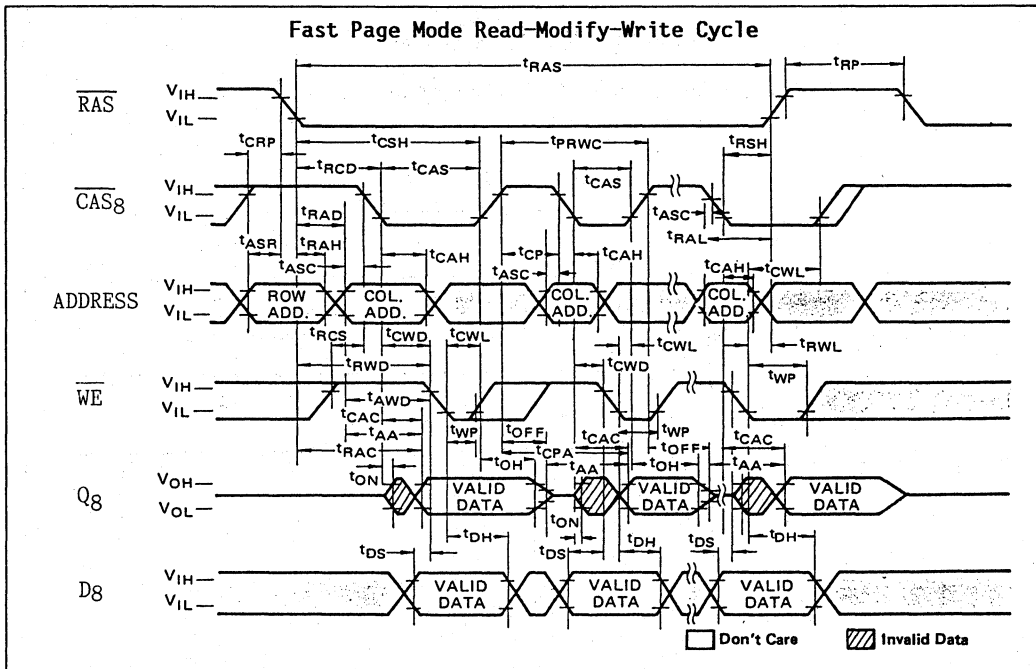 Fast Page Mode Read-Modify-Write Cycle
tRAS
tRP
RAS
VIH
VIL
tCRP
tCSH
tPRWC
tRSH
tRCD
tCAS
tCAS
CAS8
VIH
VIL
tRAD
tASC
tRAL
tASR
tRAH
tCAH
tCP
tCAH
tCAH
tCWL
tASC
tASC
ADDRESS
VIH
VIL
ROW ADD.
COL. ADD.
COL. ADD.
COL. ADD.
tRCS
tCWD
tCWL
tCWL
tRWL
tRWD
tCWD
tWP
WE
VIH
VIL
tAWD
tCAC
tWP
tOFF
tCAC
tWP
tCAC
tAA
tCPA
tOFF
tRAC
tOH
tAA
tOH
tAA
tON
Q8
VOH
VOL
VALID DATA
VALID DATA
VALID DATA
tON
tDH
tDH
tDH
tDS
tDS
tDS
D8
VIH
VIL
VALID DATA
VALID DATA
VALID DATA
Don't Care
Invalid Data